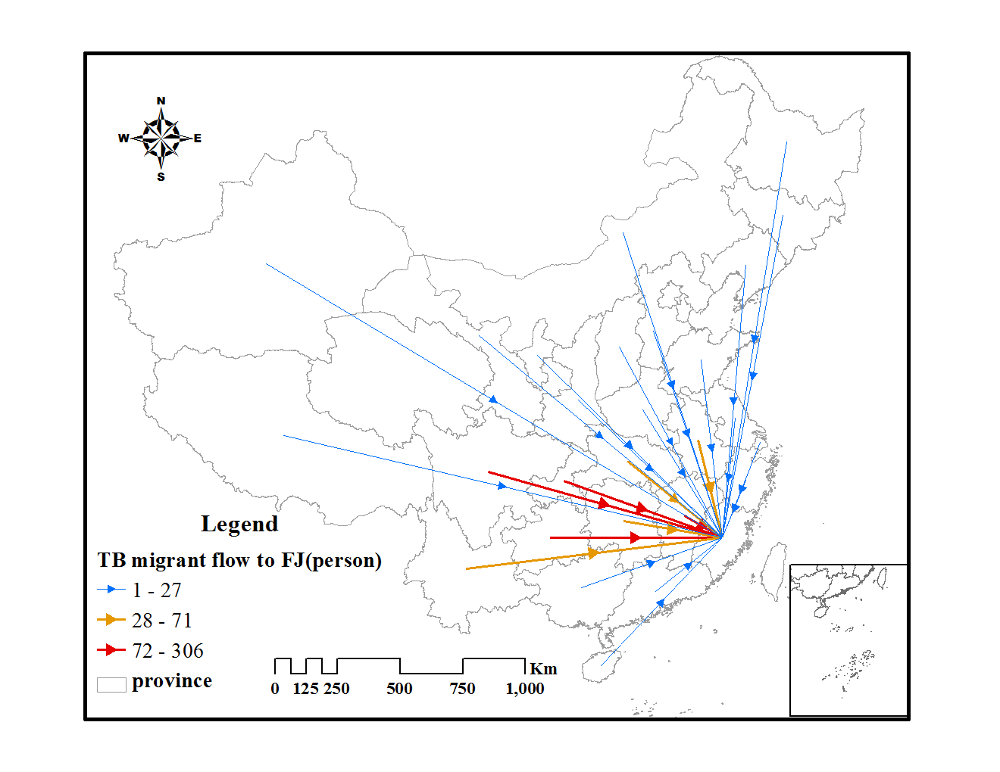 N
W E
S
Legend
TB migrant flow to FJ(person)
1 - 27
28 - 71
72 - 306
province
Km
0 125 250 500 750 1,000